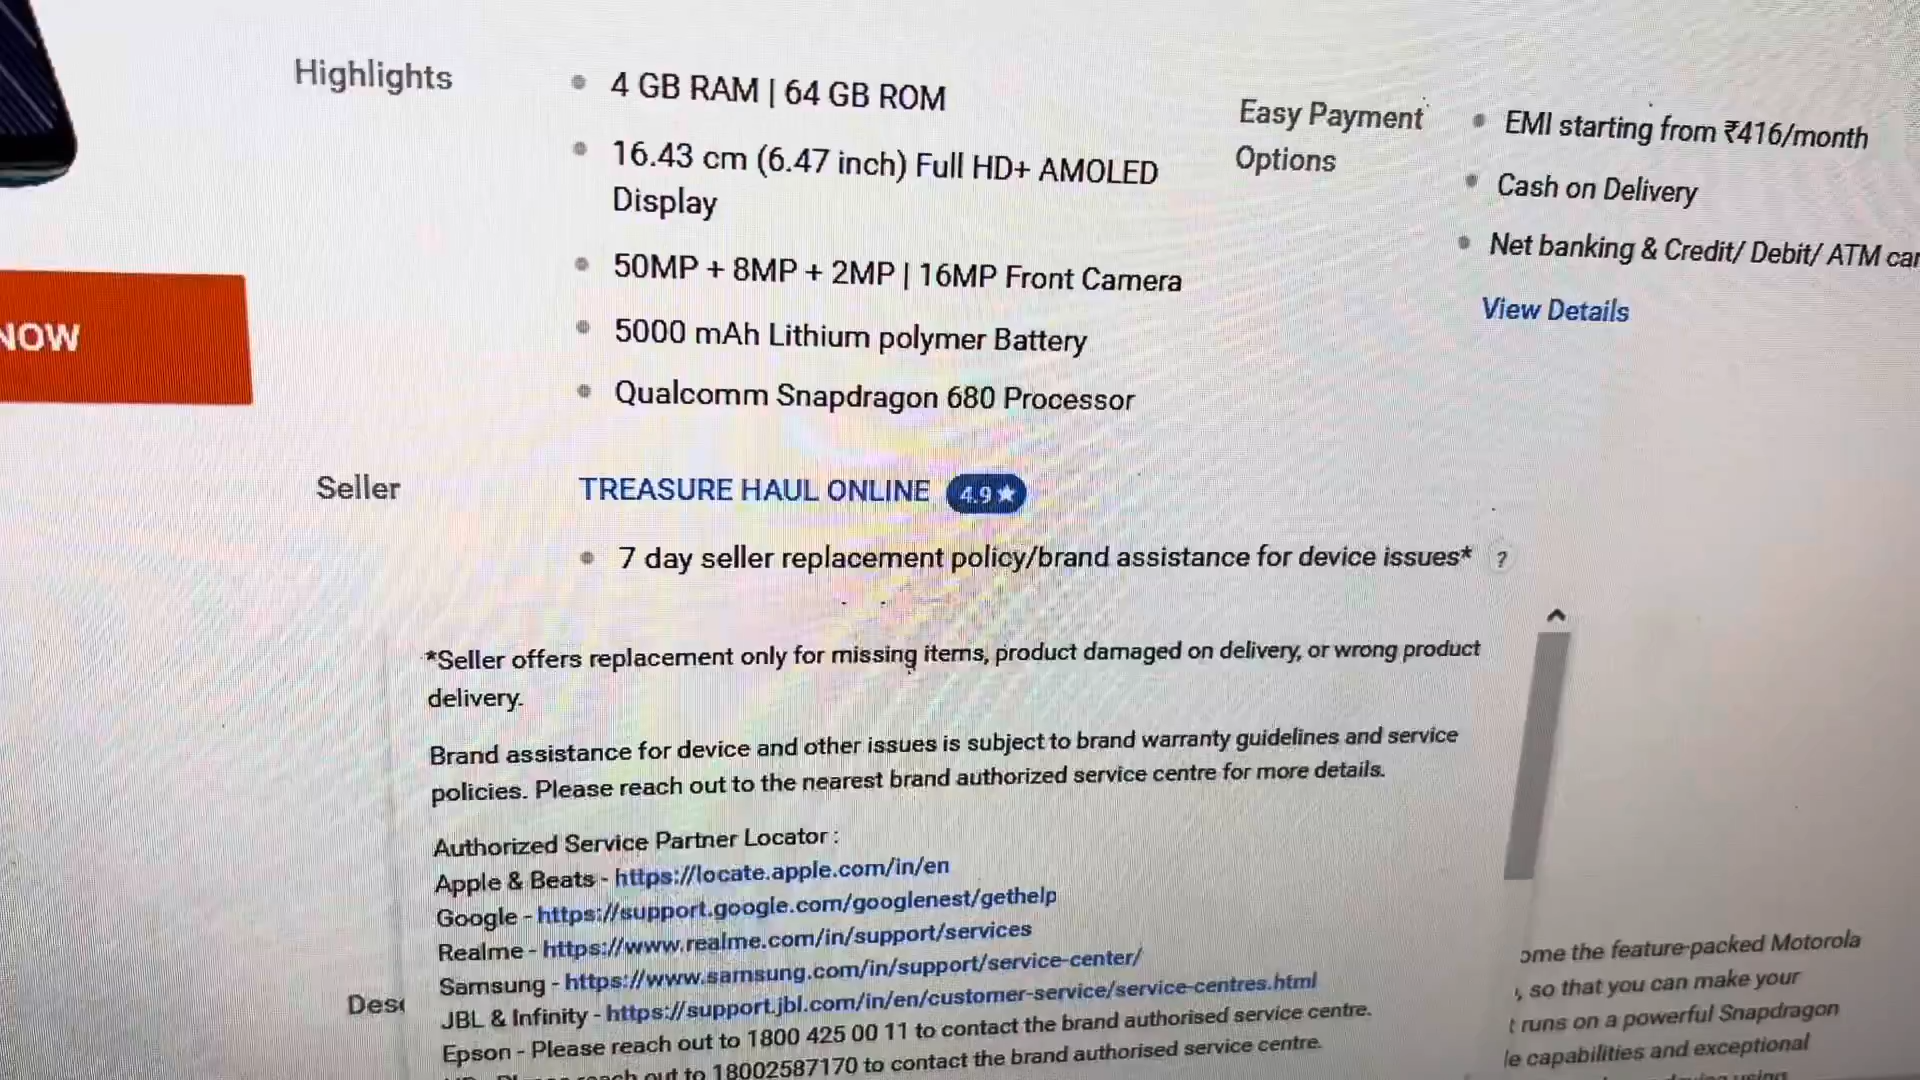 Highlights
4 GB RAM | 64 GB ROM
16.43 cm (6.47 inch) Full HD+ AMOLED
Display
50MP + 8MP + 2MP | 16MP Front Camera
5000 mAh Lithium polymer Battery
Qualcomm Snapdragon 680 Processor
Easy Payment
Options
EMI starting from ₹416/month
Cash on Delivery
Net banking & Credit/ Debit/ ATM
View Details
NOW
Seller
TREASURE HAUL ONLINE 4.9★
7 day seller replacement policy/brand assistance for device issues* ?
*Seller offers replacement only for missing items, product damaged on delivery, or wrong product
delivery.
Brand assistance for device and other issues is subject to brand warranty guidelines and service
policies. Please reach out to the nearest brand authorized service centre for more details.
Authorized Service Partner Locator :
Apple & Beats - https://locate.apple.com/in/en
Google - https://support.google.com/googlenest/gethelp
Realme - https://www.realme.com/in/support/services
Samsung - https://www.samsung.com/in/support/service-center/
JBL & Infinity - https://support.jbl.com/in/en/customer-service/service-centres.html
Epson - Please reach out to 1800 425 00 11 to contact the brand authorised service centre.
out to 18002587170 to contact the brand authorised service centre.
Desc
ome the feature-packed Motorola
, so that you can make your
t runs on a powerful Snapdragon
le capabilities and exceptional